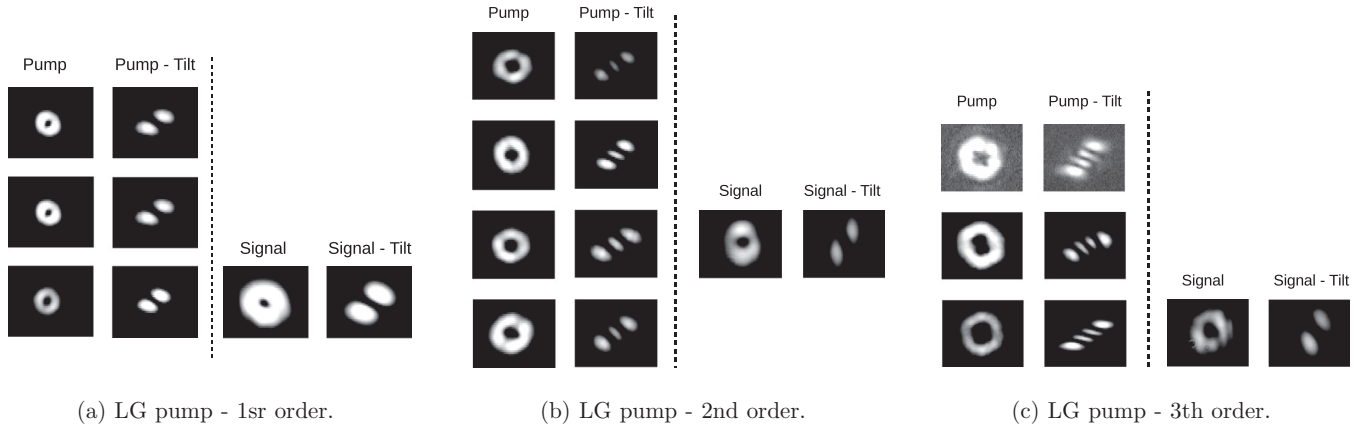 Pump Pump - Tilt
Signal Signal - Tilt
(a) LG pump - 1sr order.
Pump Pump - Tilt
Signal Signal - Tilt
(b) LG pump - 2nd order.
Pump Pump - Tilt
Signal Signal - Tilt
(c) LG pump - 3th order.